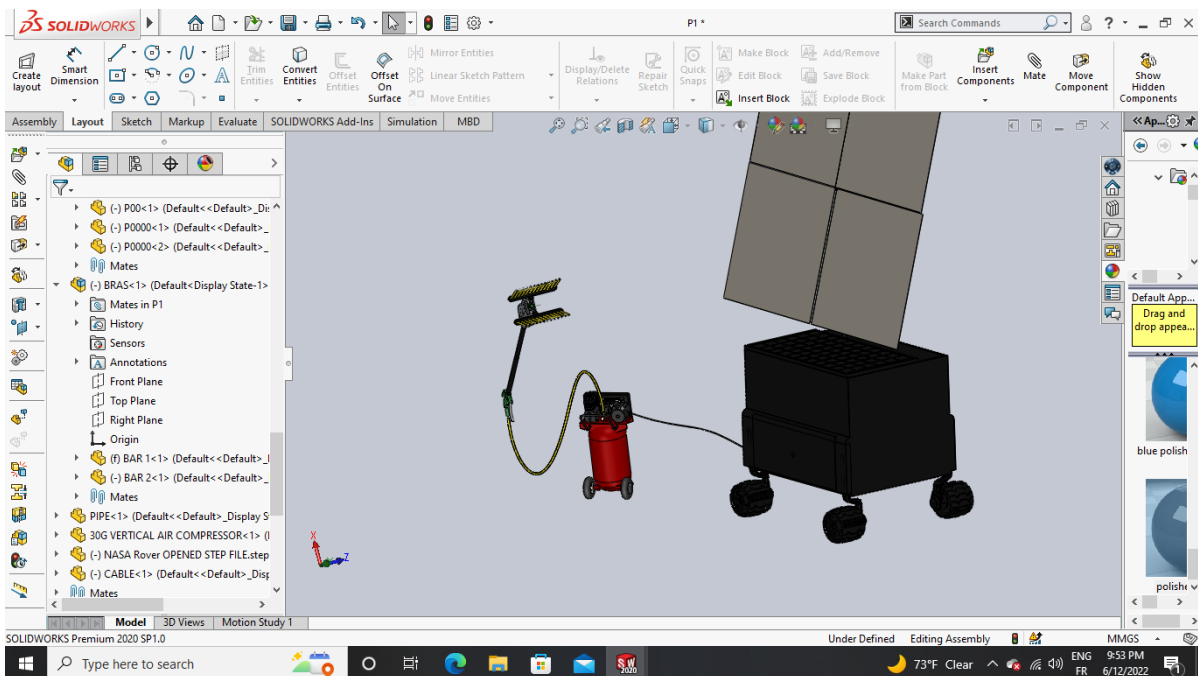 SOLIDWORKS
P1 *
Search Commands
?
Create layout
Smart Dimension
Trim Entities
Convert Entities
Offset Entities
Offset On Surface
Mirror Entities
Linear Sketch Pattern
Move Entities
Display/Delete Relations
Repair Sketch
Quick Snaps
Make Block
Edit Block
Insert Block
Add/Remove
Save Block
Explode Block
Make Part from Block
Insert Components
Mate
Move Component
Show Hidden Components
Assembly Layout Sketch Markup Evaluate SOLIDWORKS Add-Ins Simulation MBD
Ap...
(-) P00<1> (Default<<Default>_Dis
(-) P0000<1> (Default<<Default>_
(-) P0000<2> (Default<<Default>_
Mates
(-) BRAS<1> (Default<Display State-1>
Mates in P1
History
Sensors
Annotations
Front Plane
Top Plane
Right Plane
Origin
(f) BAR 1<1> (Default<<Default>_
(-) BAR 2<1> (Default<<Default>_
Mates
PIPE<1> (Default<<Default>_Display S
30G VERTICAL AIR COMPRESSOR<1> (
(-) NASA Rover OPENED STEP FILE.step
(-) CABLE<1> (Default<<Default>_Disp
Mates
X
Z
Default App...
Drag and drop appea...
blue polish
polishe
Model 3D Views Motion Study 1
SOLIDWORKS Premium 2020 SP1.0
Under Defined Editing Assembly MMGS
Type here to search
SW 2020
73°F Clear
ENG
FR
9:53 PM
6/12/2022
1